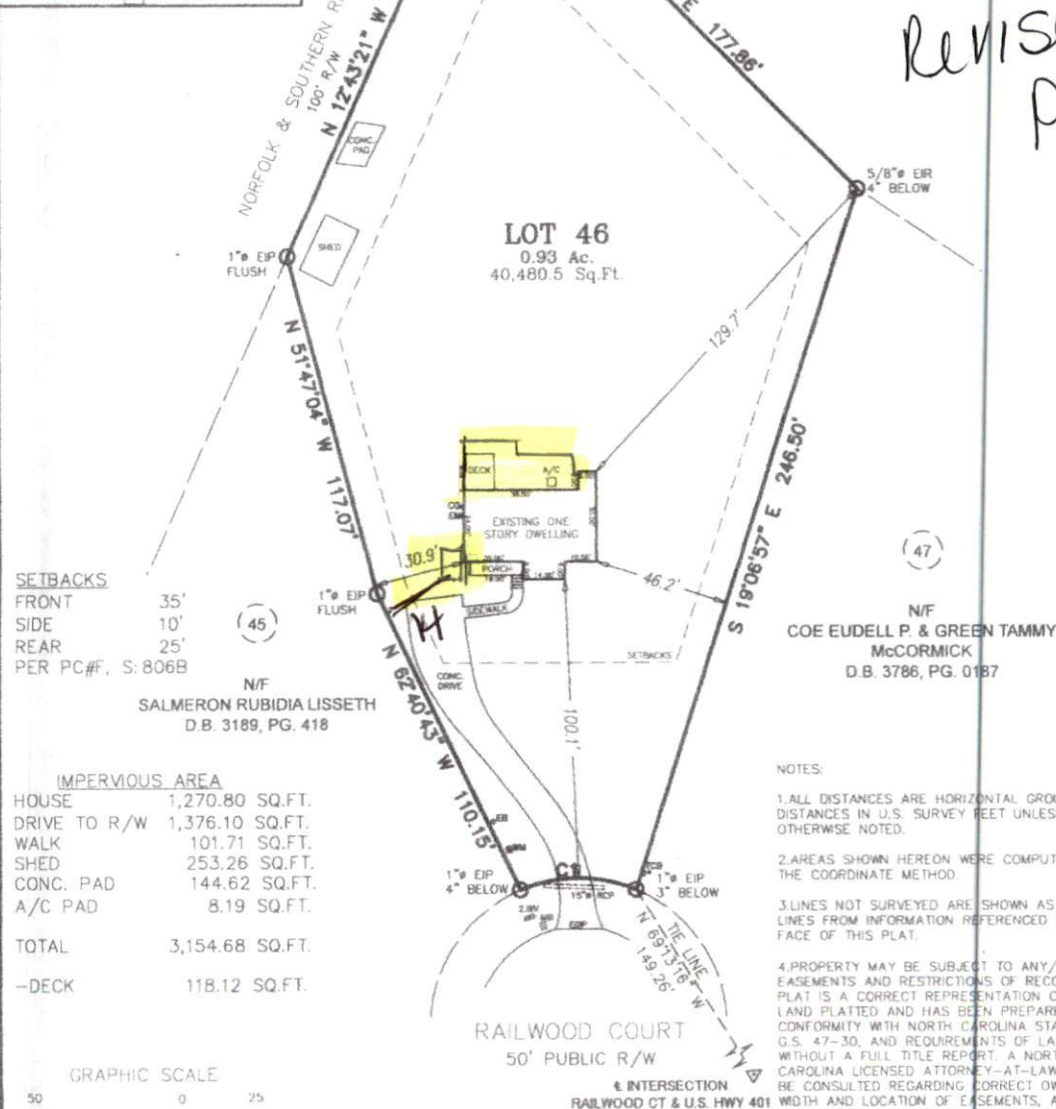 NORFOLK & SOUTHERN
100' R/W
N 12°43'21" W
E 177.86'
CONC. PAD
5/8"ø EIR
4" BELOW
LOT 46
0.93 Ac.
40,480.5 Sq.Ft.
SHED
1"ø EIP
FLUSH
129.7'
N 51°47'04" W 117.07'
S 19°06'57" E 246.50'
DECK
A/C
EXISTING ONE
STORY DWELLING
30.9'
PORCH
46.2'
1"ø EIP
FLUSH
H
SIDEWALK
SETBACKS
CONC.
DRIVE
100.1'
N 62°40'43" W 110.15'
SETBACKS
FRONT 35'
SIDE 10'
REAR 25'
PER PC#F, S:806B
45
N/F
SALMERON RUBIDIA LISSETH
D.B. 3189, PG. 418
47
N/F
COE EUDELL P. & GREEN TAMMY
McCORMICK
D.B. 3786, PG. 0187
IMPERVIOUS AREA
HOUSE 1,270.80 SQ.FT.
DRIVE TO R/W 1,376.10 SQ.FT.
WALK 101.71 SQ.FT.
SHED 253.26 SQ.FT.
CONC. PAD 144.62 SQ.FT.
A/C PAD 8.19 SQ.FT.
TOTAL 3,154.68 SQ.FT.
-DECK 118.12 SQ.FT.
C1
1"ø EIP
4" BELOW
15"ø RCP
1"ø EIP
3" BELOW
EOP
TIE LINE
N 69°13'16" W
149.26'
RAILWOOD COURT
50' PUBLIC R/W
INTERSECTION
RAILWOOD CT & U.S. HWY 401
NOTES:
1.ALL DISTANCES ARE HORIZONTAL
DISTANCES IN U.S. SURVEY FEET
OTHERWISE NOTED.
2.AREAS SHOWN HEREON WERE
THE COORDINATE METHOD.
3.LINES NOT SURVEYED ARE SHOWN AS
LINES FROM INFORMATION REFERENCED
FACE OF THIS PLAT.
4.PROPERTY MAY BE SUBJECT TO
EASEMENTS AND RESTRICTIONS OF
PLAT IS A CORRECT REPRESENTATION
LAND PLATTED AND HAS BEEN
CONFORMITY WITH NORTH CAROLINA
G.S. 47-30, AND REQUIREMENTS OF
WITHOUT A FULL TITLE REPORT. A
CAROLINA LICENSED ATTORNEY-AT-LAW
BE CONSULTED REGARDING CORRECT
WIDTH AND LOCATION OF EASEMENTS,
GRAPHIC SCALE
50 0 25